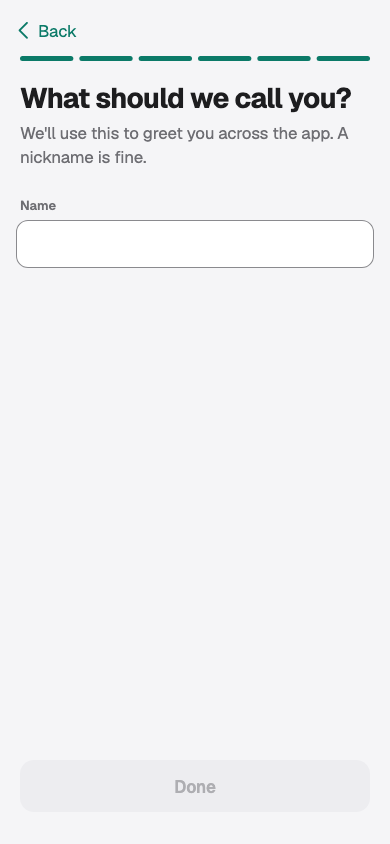 Back
What should we call you?
We'll use this to greet you across the app. A
nickname is fine.
Name
Done